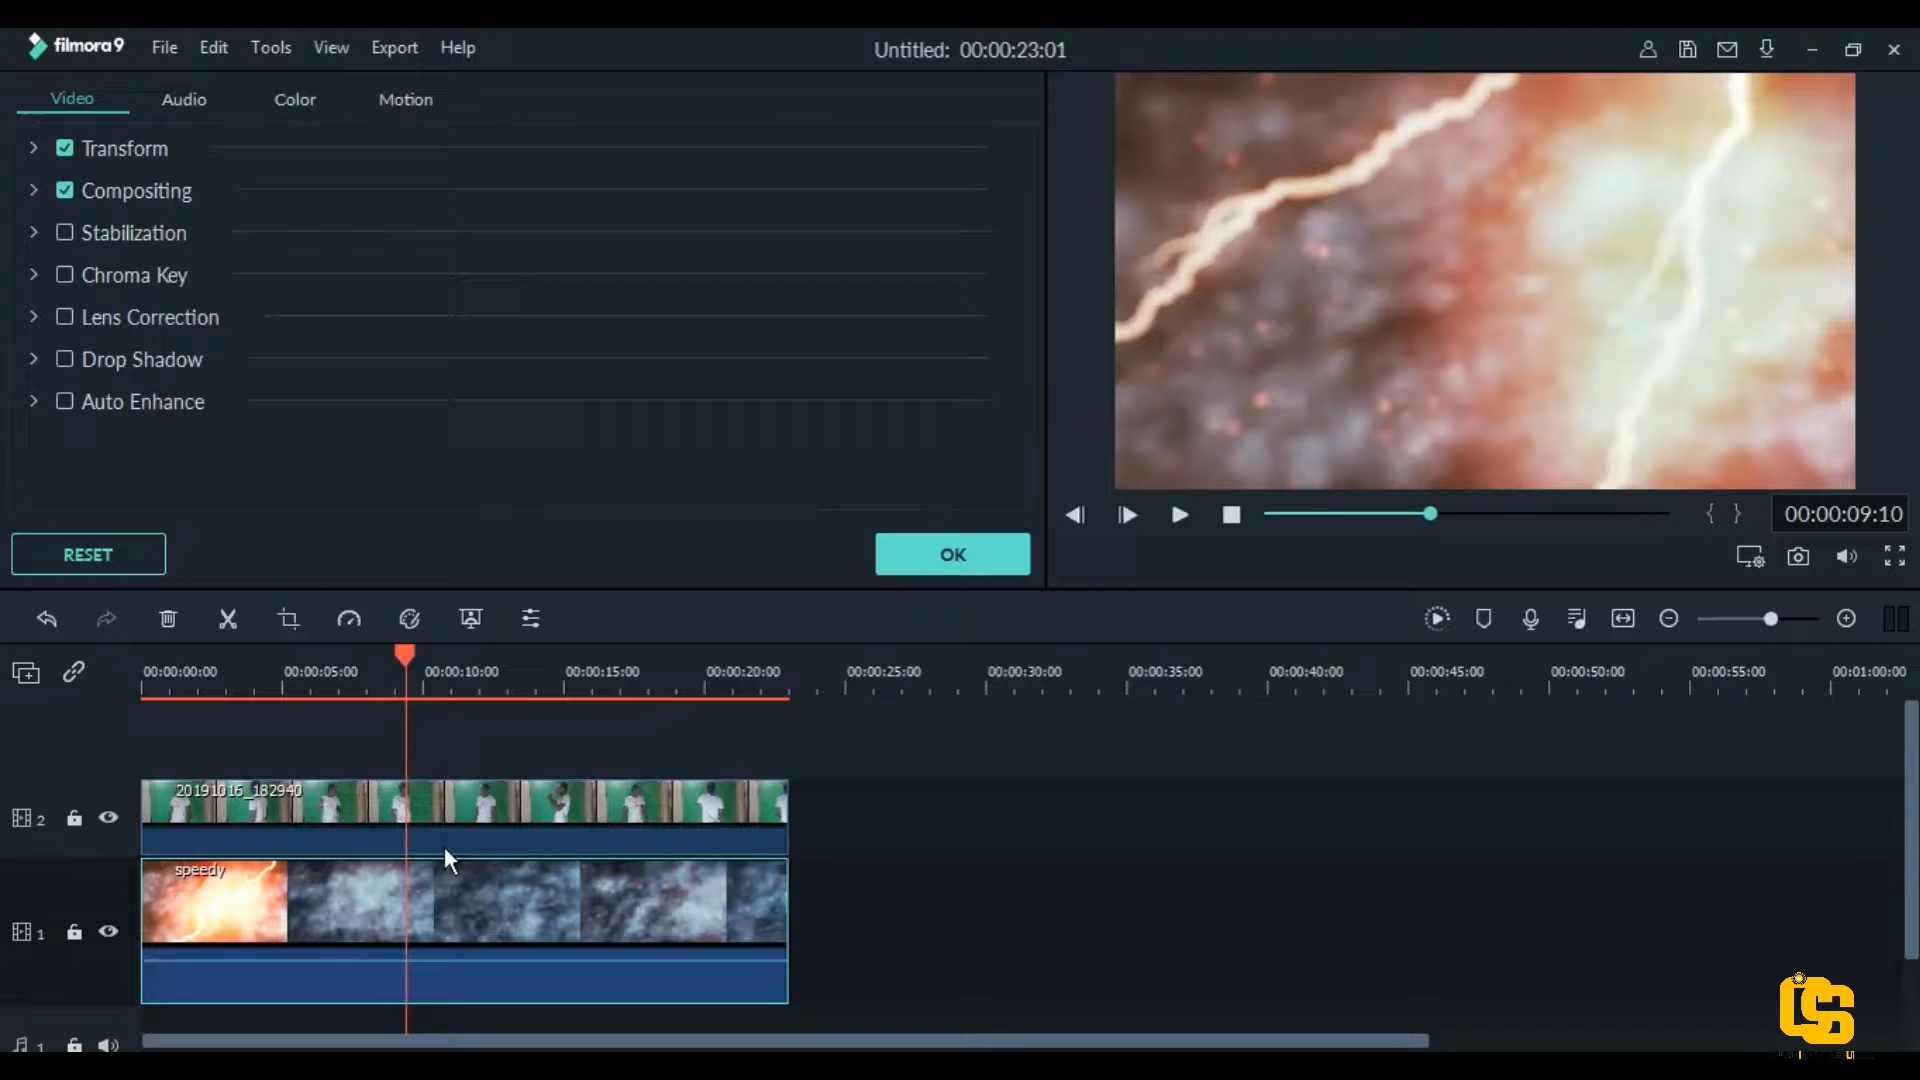 filmora9 File Edit Tools View Export Help Untitled: 00:00:23:01
Video Audio Color Motion
Transform
Compositing
Stabilization
Chroma Key
Lens Correction
Drop Shadow
Auto Enhance
RESET OK
00:00:09:10
00:00:00:00 00:00:05:00 00:00:10:00 00:00:15:00 00:00:20:00 00:00:25:00 00:00:30:00 00:00:35:00 00:00:40:00 00:00:45:00 00:00:50:00 00:00:55:00 00:01:00:00
20191016_182940
2
speedy
1
1